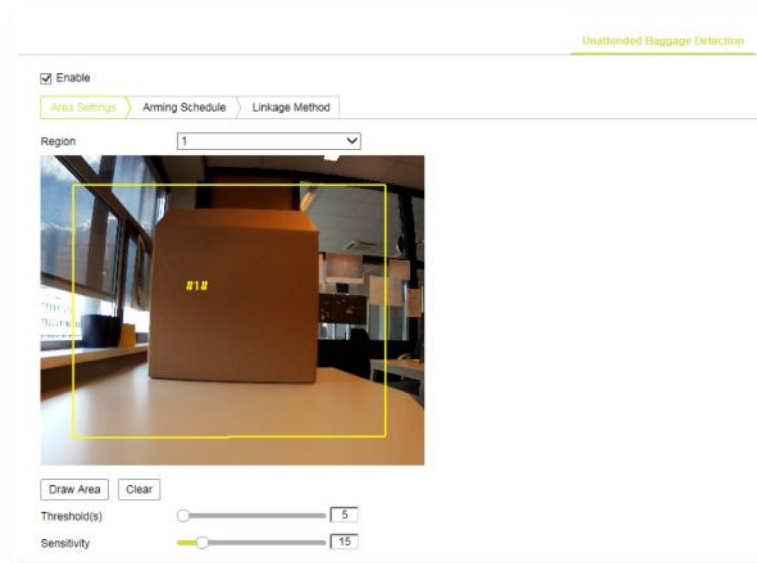 Unattended Baggage Detection
Enable
Area Settings Arming Schedule Linkage Method
Region 1
#1#
Draw Area Clear
Threshold(s) 5
Sensitivity 15